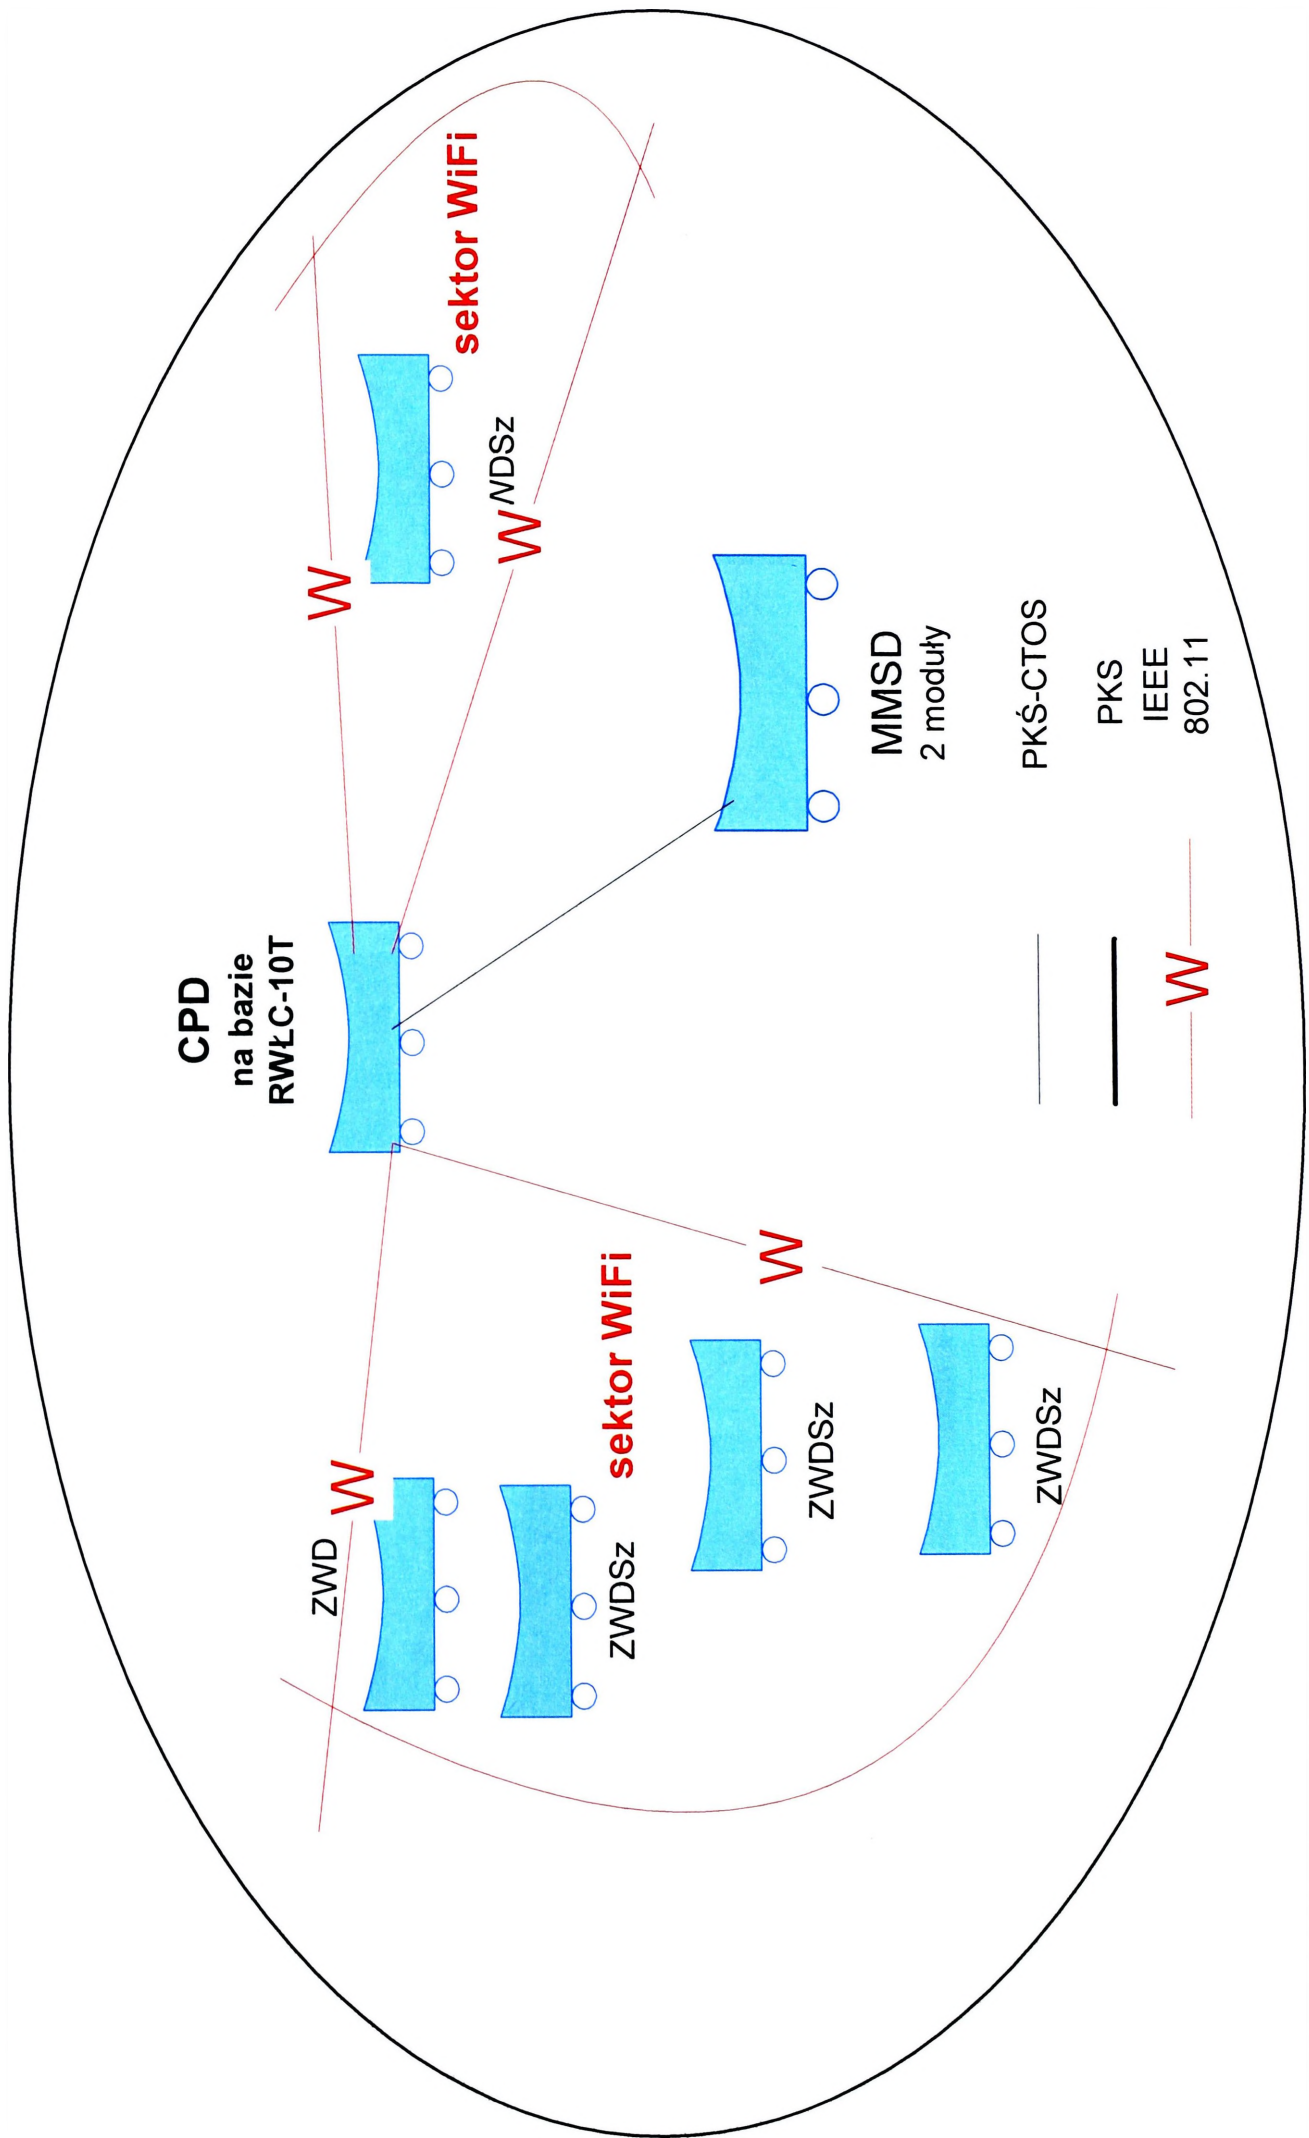 CPD
na bazie
RWŁC-10T
ZWD
W
W
sektor WiFi
WDSz
W
sektor WiFi
ZWDSz
W
ZWDSz
ZWDSz
MMSD
2 moduły
PKŚ-CTOS
PKS
W
IEEE
802.11